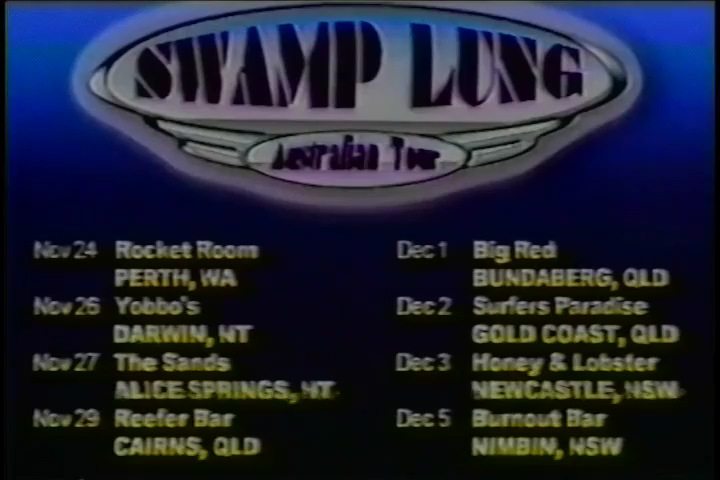 SWAMP LUNG
Australian Tour
Nov 24 Rocket Room
PERTH, WA
Nov 26 Yobbo's
DARWIN, NT
Nov 27 The Sands
ALICE SPRINGS, NT
Nov 29 Reefer Bar
CAIRNS, QLD
Dec 1 Big Red
BUNDABERG, QLD
Dec 2 Surfers Paradise
GOLD COAST, QLD
Dec 3 Honey & Lobster
NEWCASTLE, NSW
Dec 5 Burnout Bar
NIMBIN, NSW